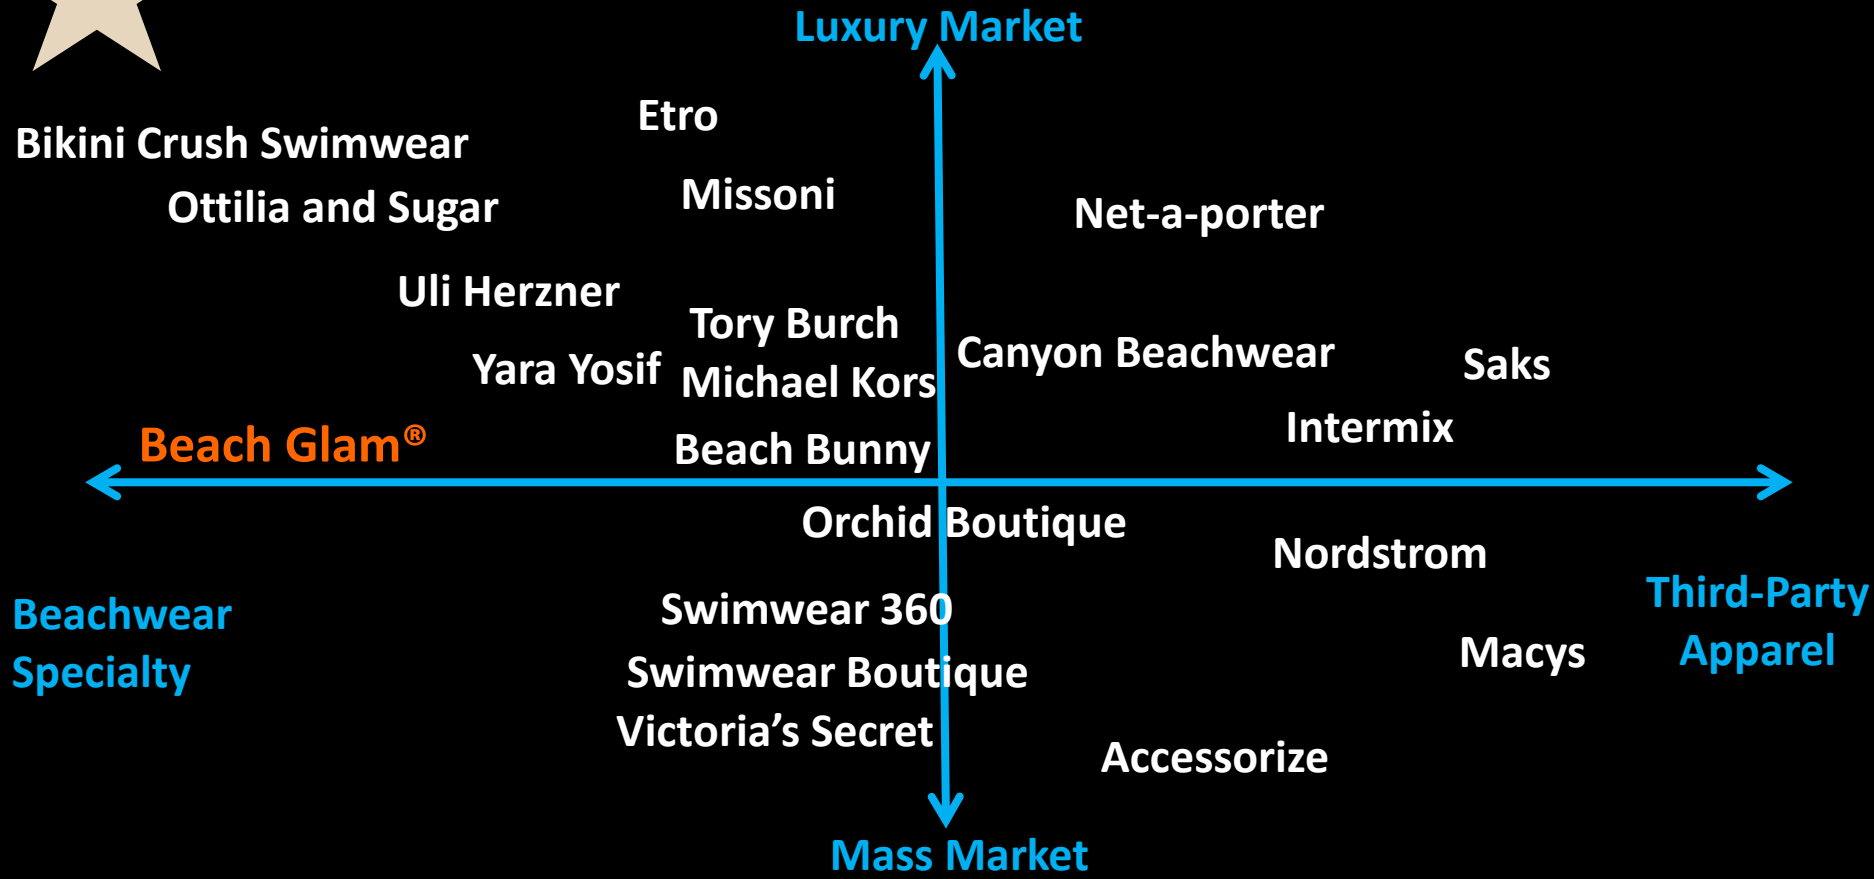 Luxury Market
Etro
Bikini Crush Swimwear
Missoni
Ottilia and Sugar
Net-a-porter
Uli Herzner
Tory Burch
Canyon Beachwear
Saks
Yara Yosif
Michael Kors
Intermix
Beach Glam®
Beach Bunny
Orchid Boutique
Nordstrom
Beachwear
Specialty
Swimwear 360
Third-Party
Apparel
Macys
Swimwear Boutique
Victoria’s Secret
Accessorize
Mass Market